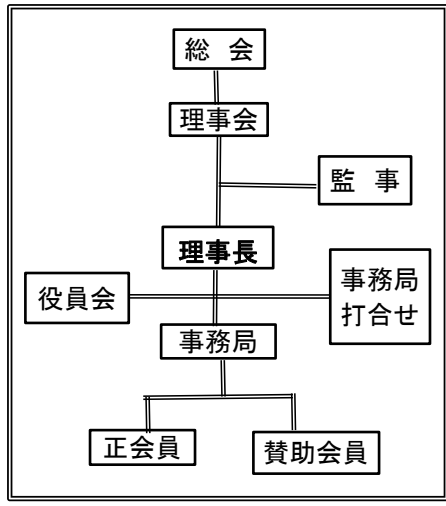 総 会
理事会
監 事
理事長
役員会
事務局
打合せ
事務局
正会員
賛助会員